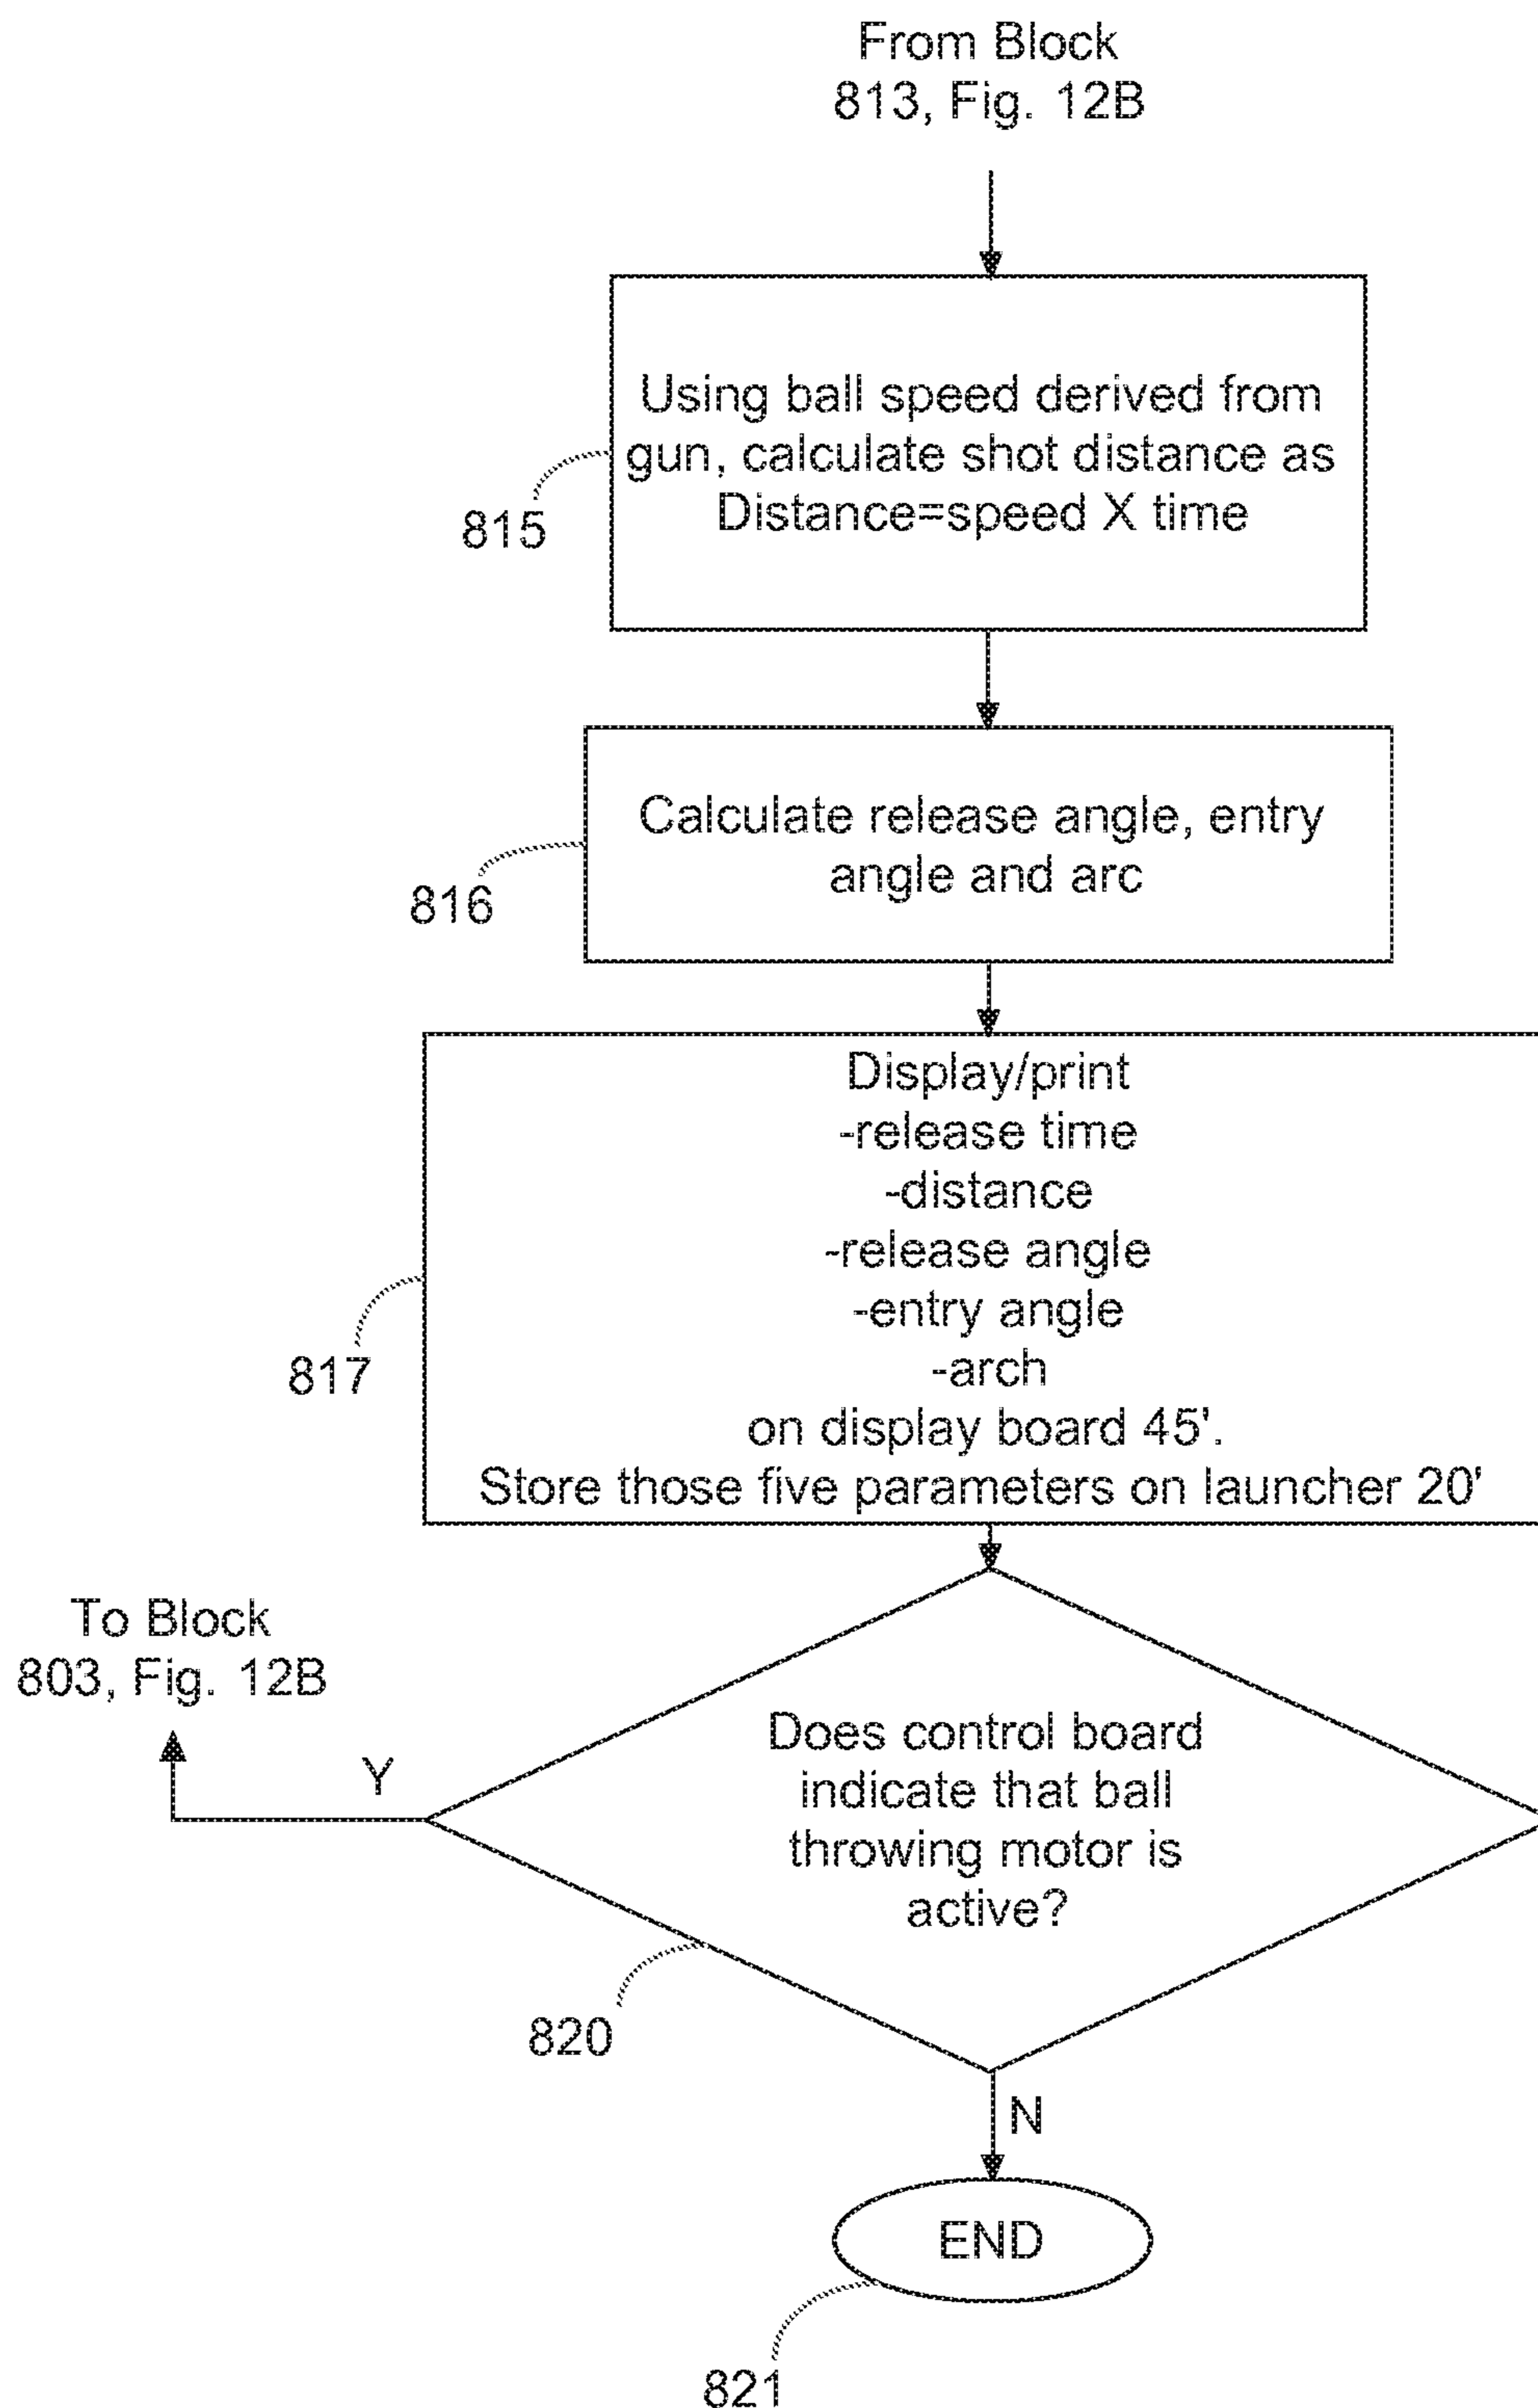 From Block
813, Fig. 12B
Using ball speed derived from
gun, calculate shot distance as
Distance=speed X time
815
Calculate release angle, entry
angle and arc
816
Display/print
-release time
-distance
-release angle
-entry angle
-arch
on display board 45'.
Store those five parameters on launcher 20'
817
To Block
803, Fig. 12B
Y
Does control board
indicate that ball
throwing motor is
active?
820
N
END
821